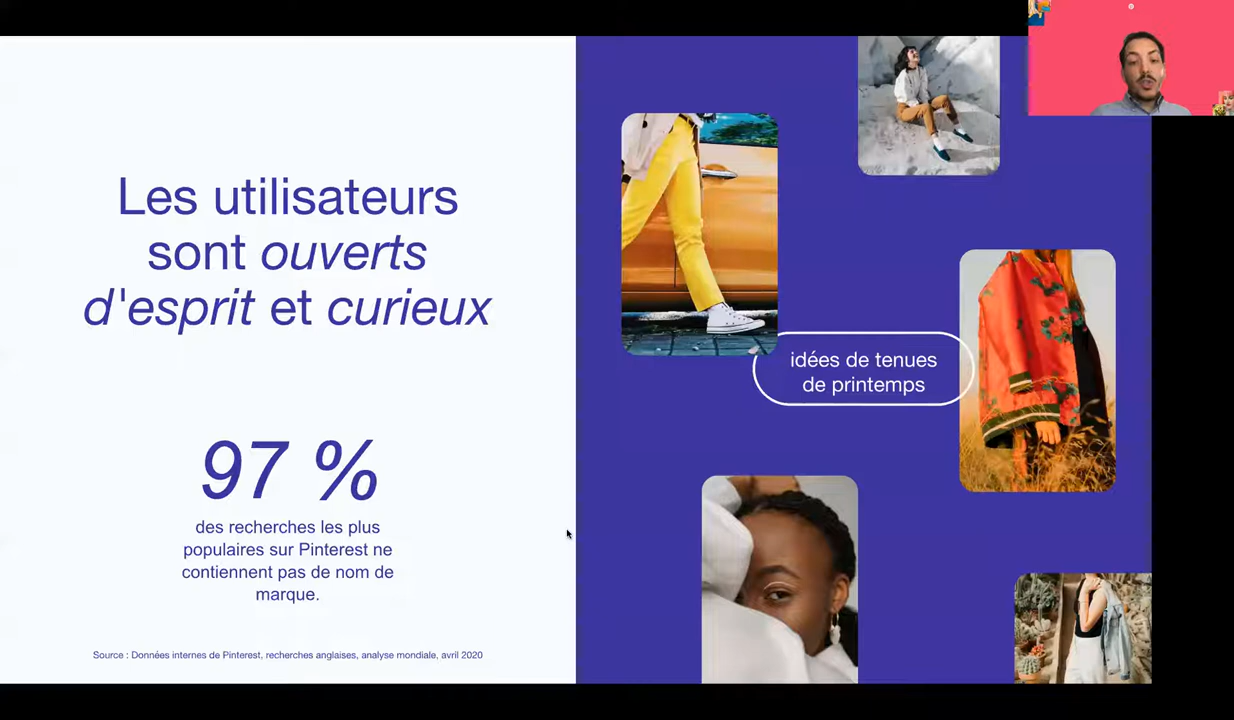 Les utilisateurs
sont ouverts
d'esprit et curieux
97 %
des recherches les plus
populaires sur Pinterest ne
contiennent pas de nom de
marque.
Source : Données internes de Pinterest, recherches anglaises, analyse mondiale, avril 2020
idées de tenues
de printemps